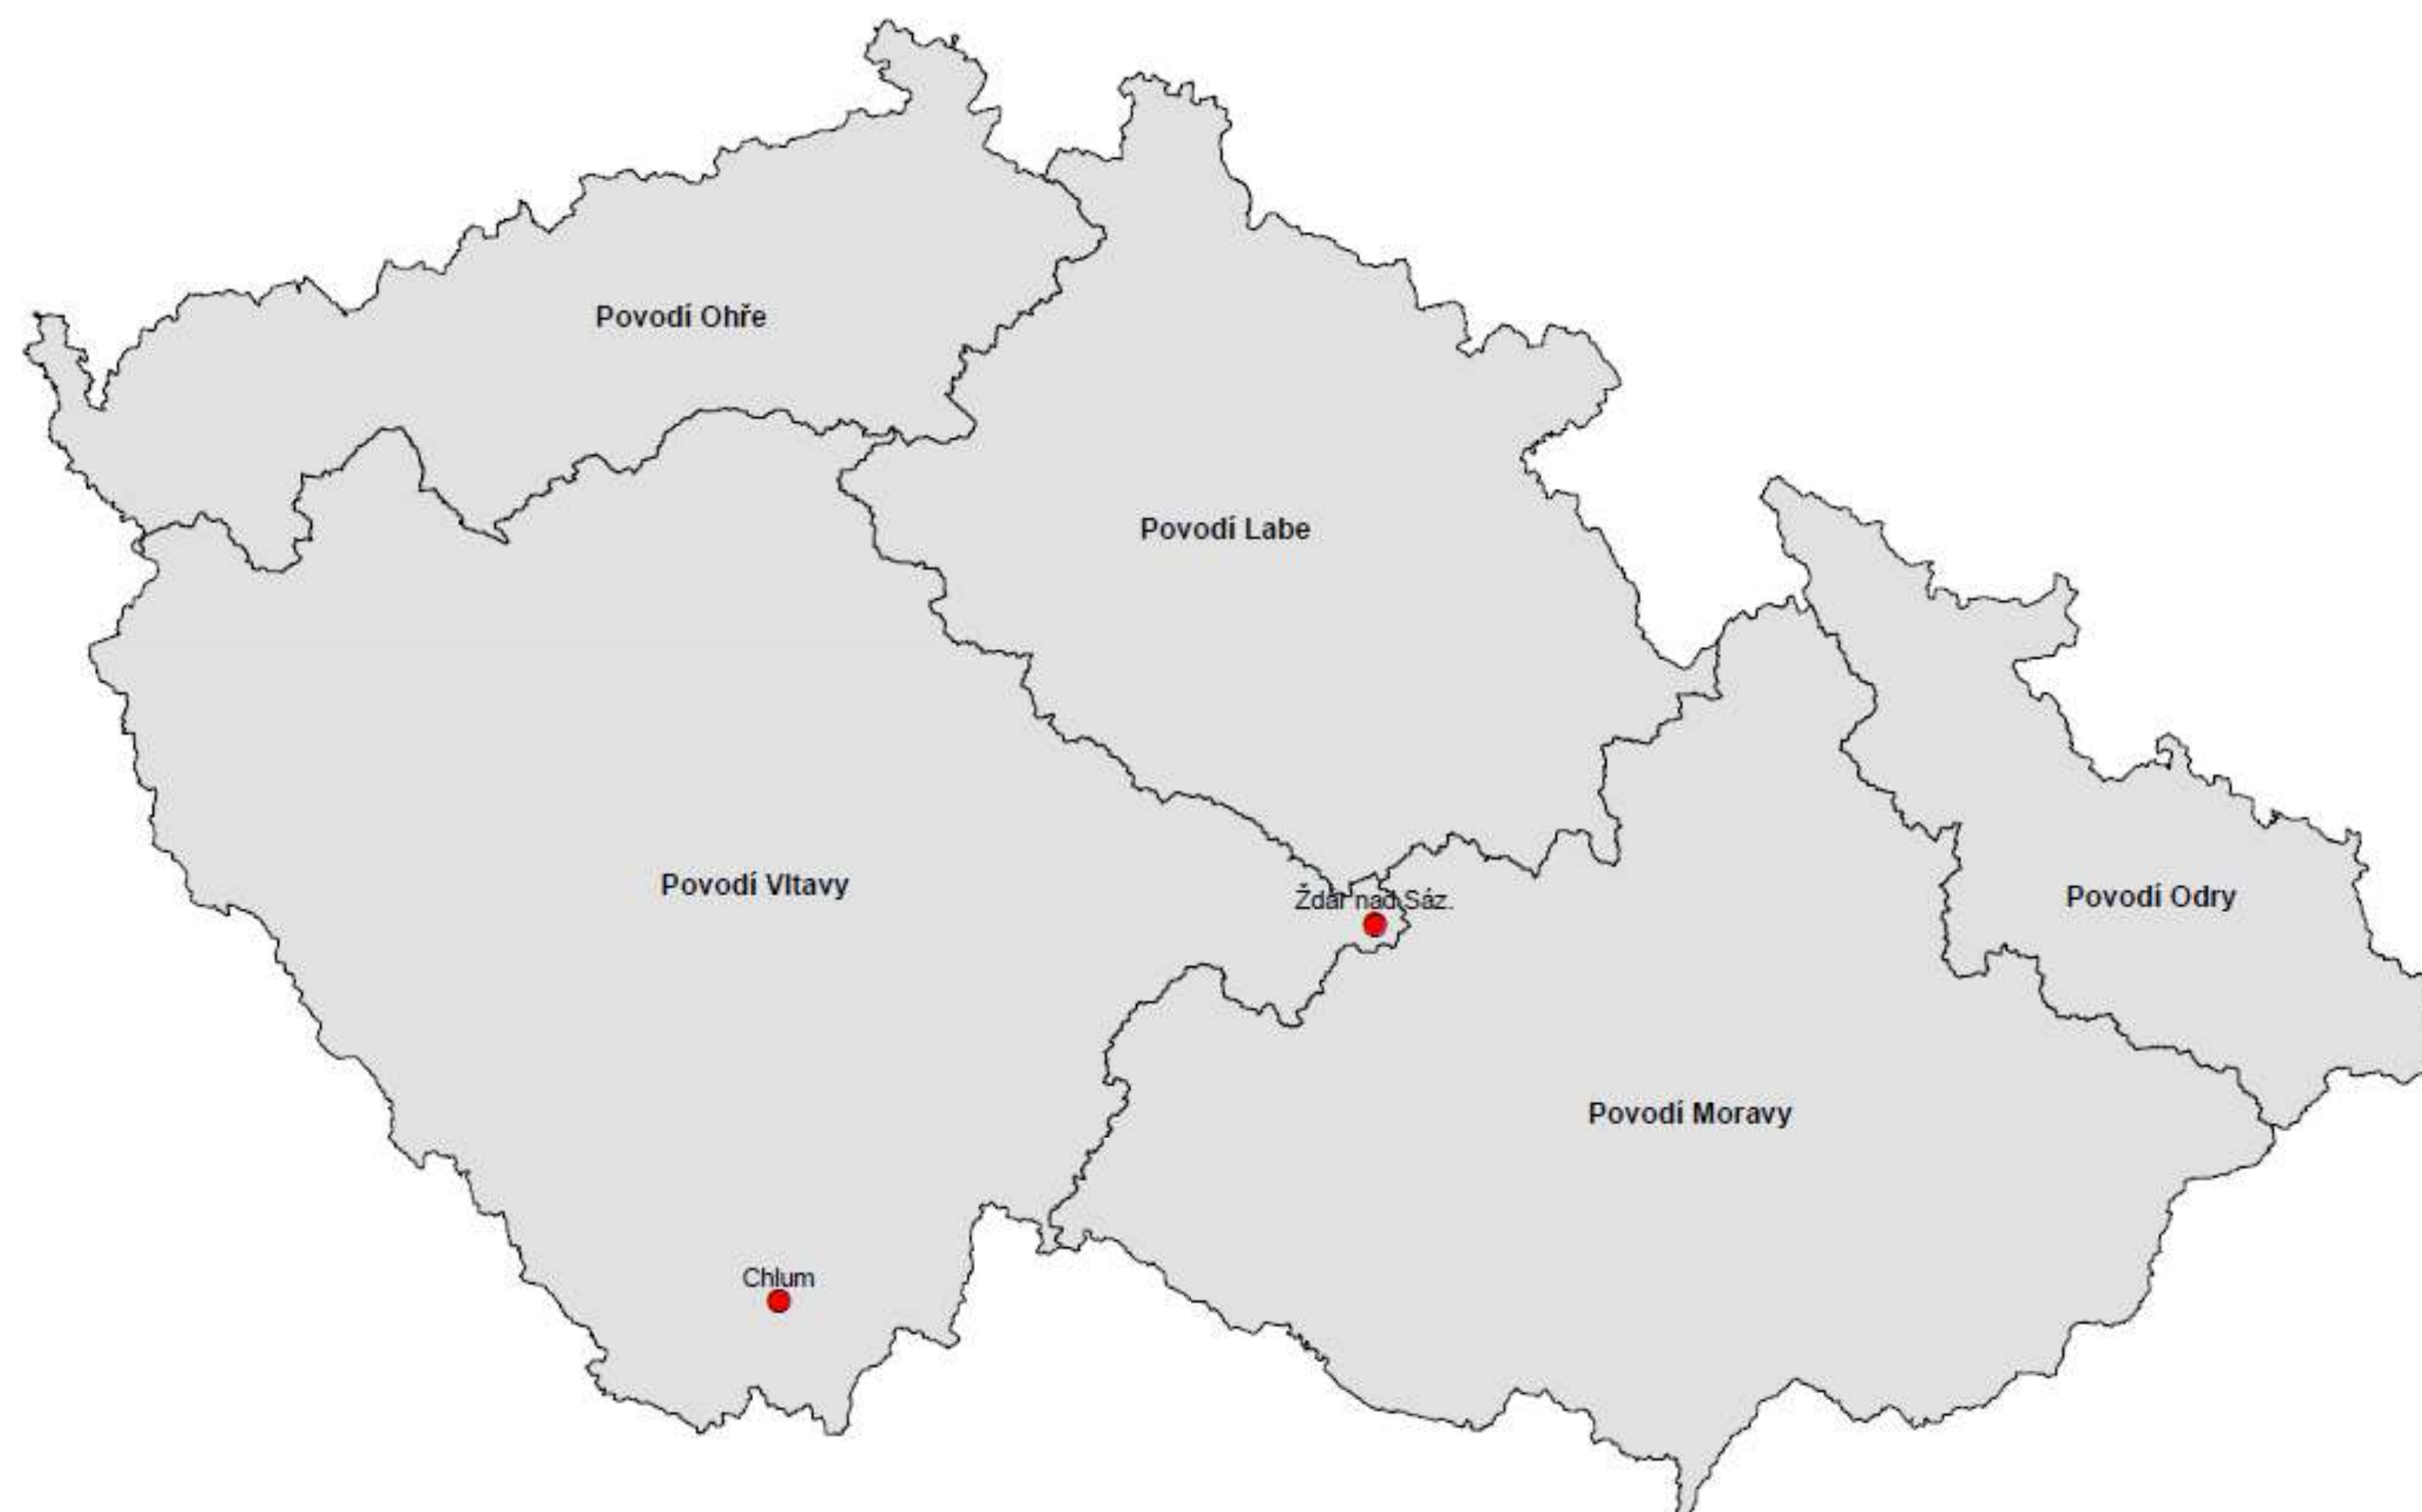 Povodí Ohře
Povodí Labe
Povodí Vltavy
Žďár nad Sáz.
Povodí Odry
Povodí Moravy
Chlum